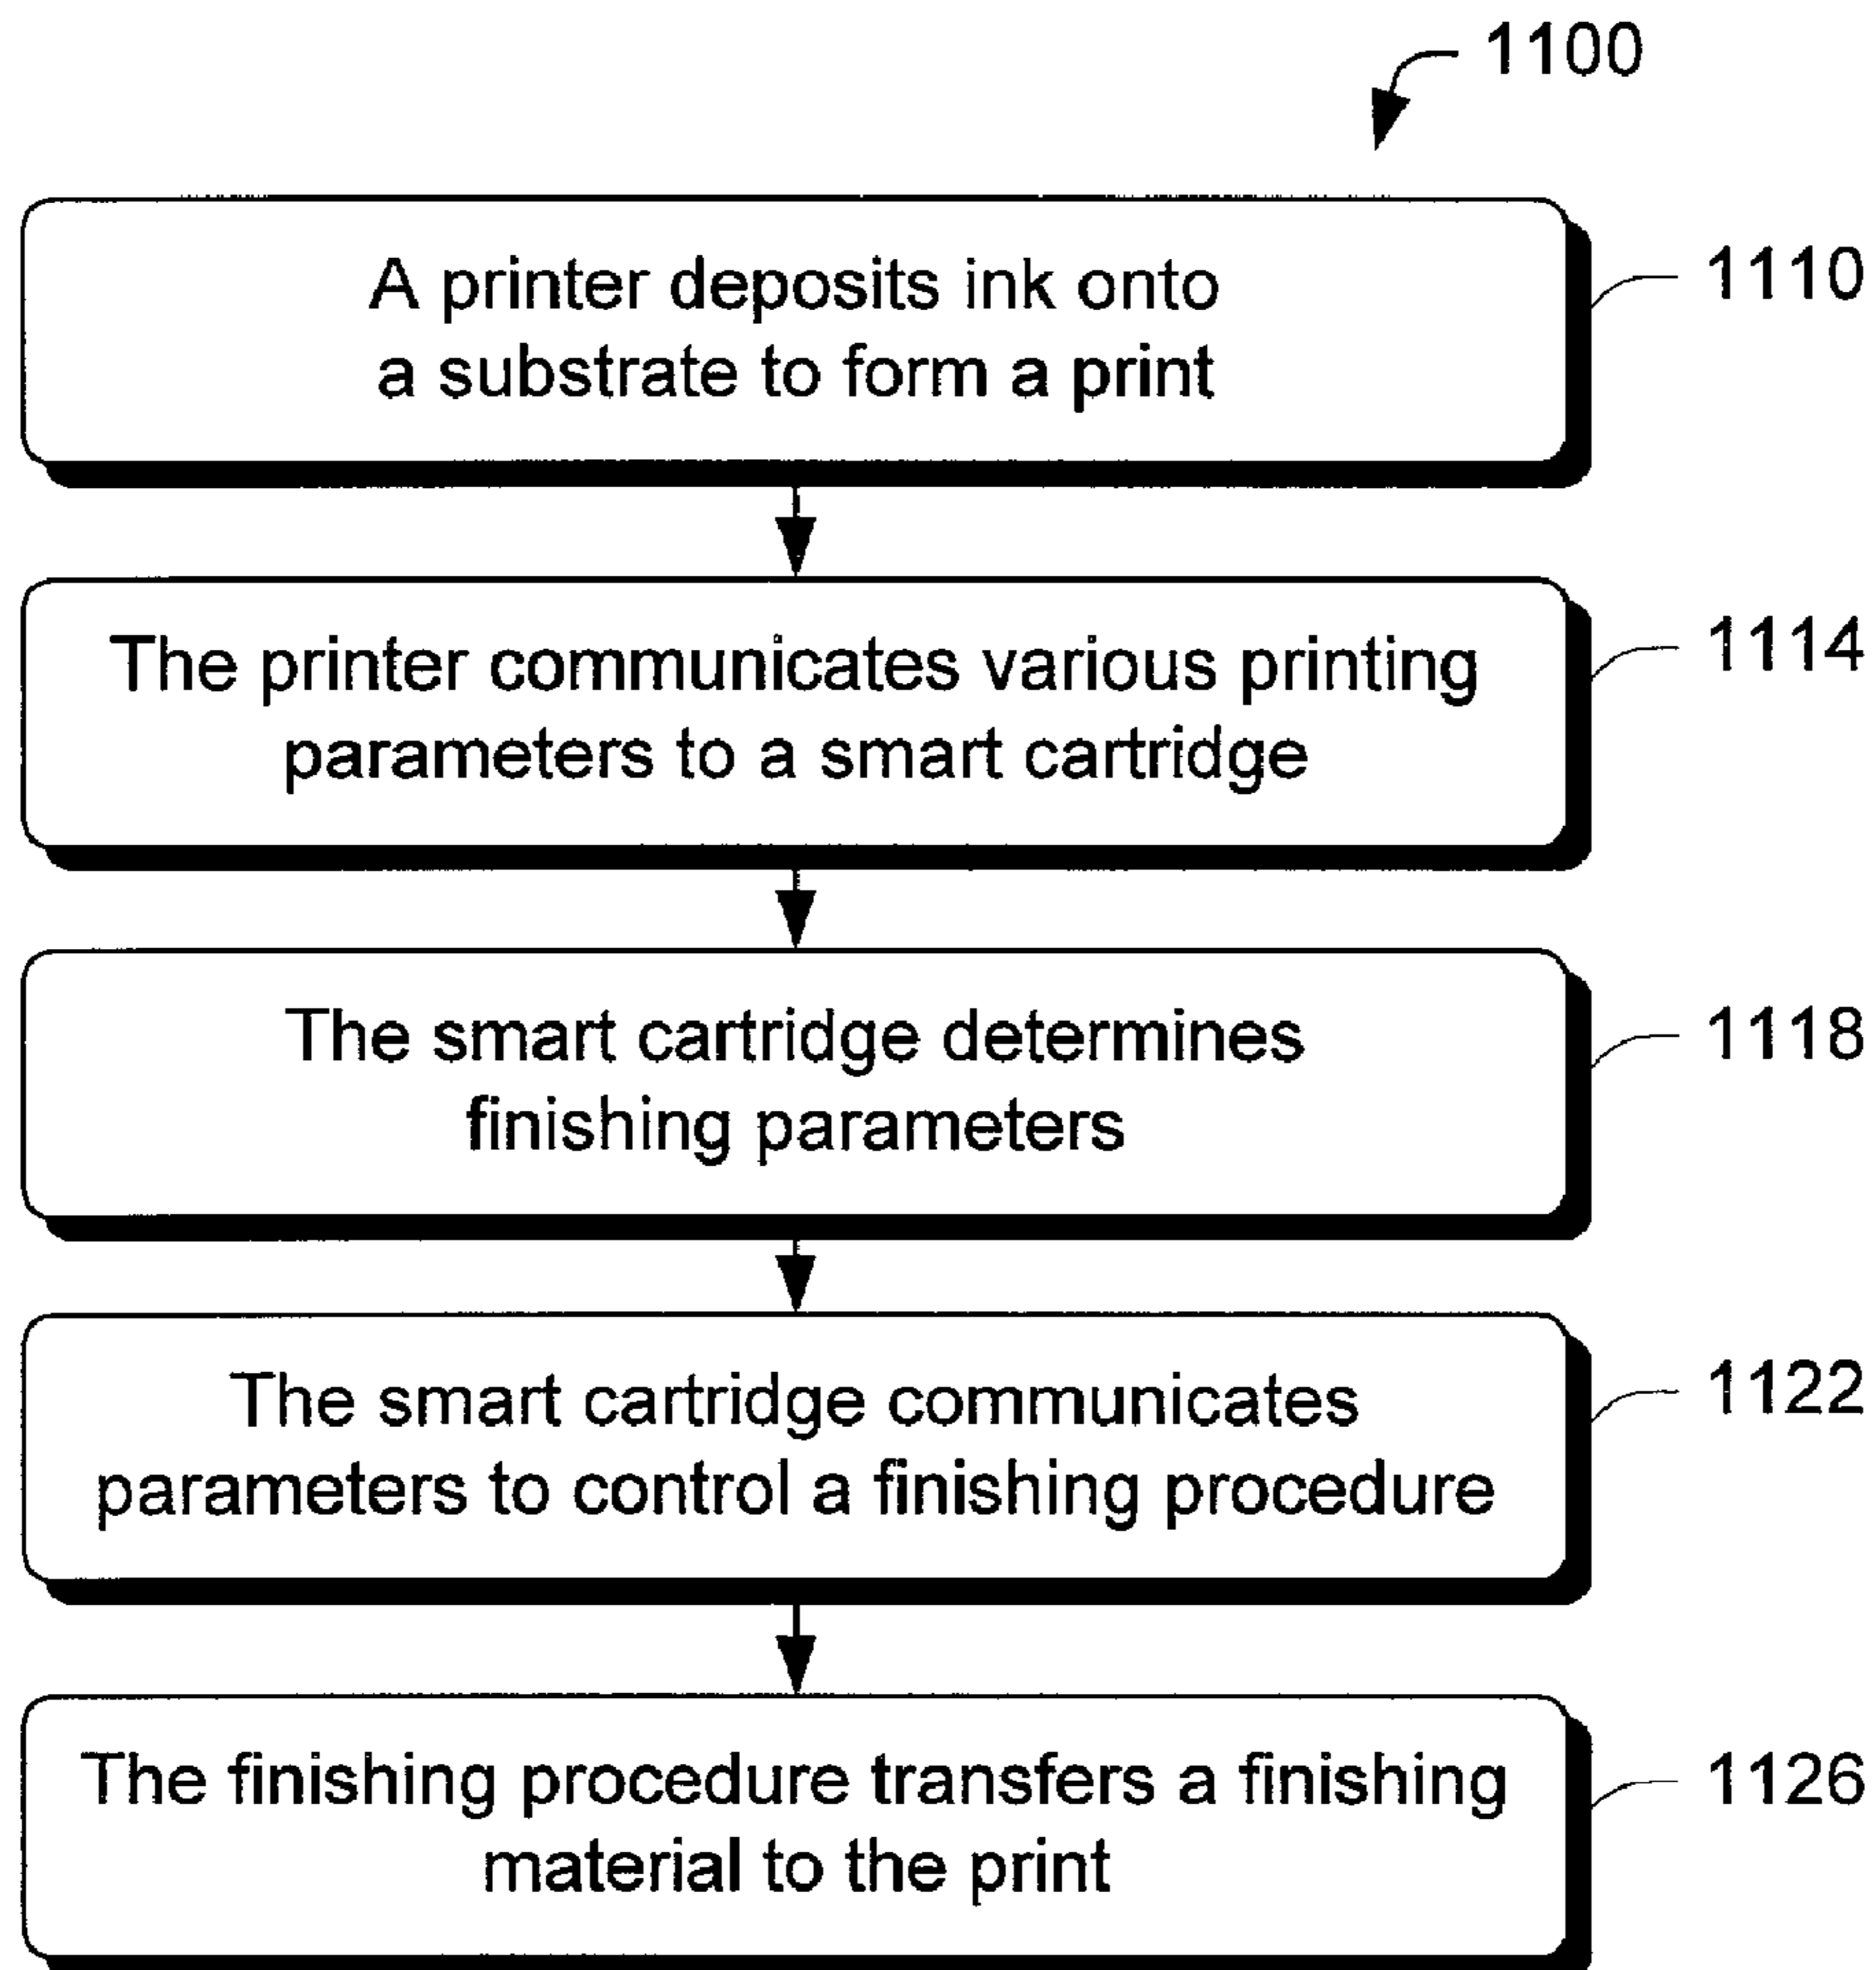 1100
A printer deposits ink onto
a substrate to form a print
1110
The printer communicates various printing
parameters to a smart cartridge
1114
The smart cartridge determines
finishing parameters
1118
The smart cartridge communicates
parameters to control a finishing procedure
1122
The finishing procedure transfers a finishing
material to the print
1126